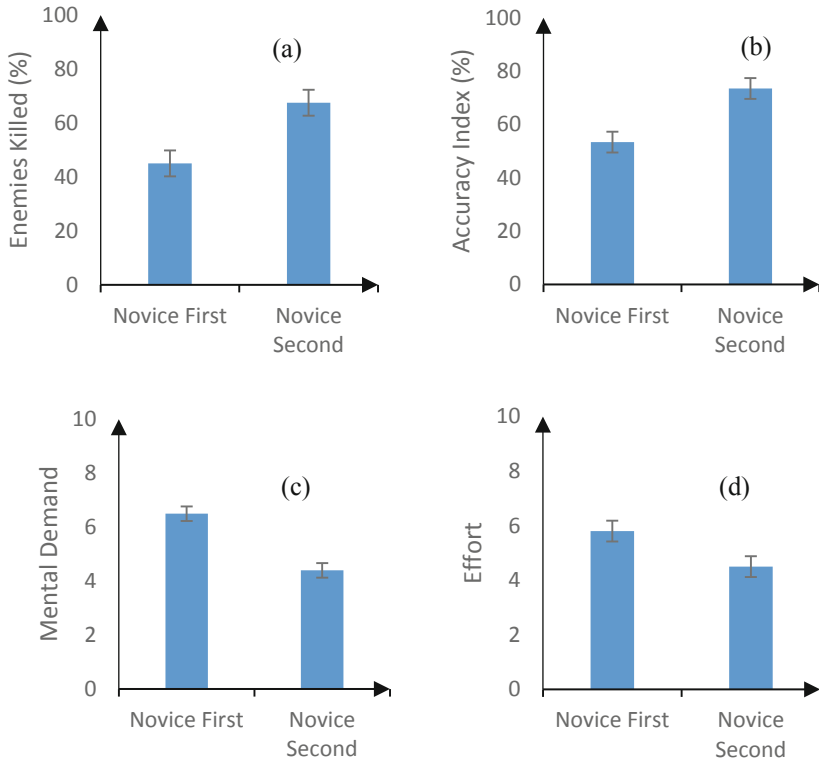 Enemies Killed (%)
100
80
60
40
20
0
(a)
Novice First
Novice
Second
Accuracy Index (%)
100
80
60
40
20
0
(b)
Novice First
Novice
Second
Mental Demand
10
8
6
4
2
0
(c)
Novice First
Novice
Second
Effort
10
8
6
4
2
0
(d)
Novice First
Novice
Second